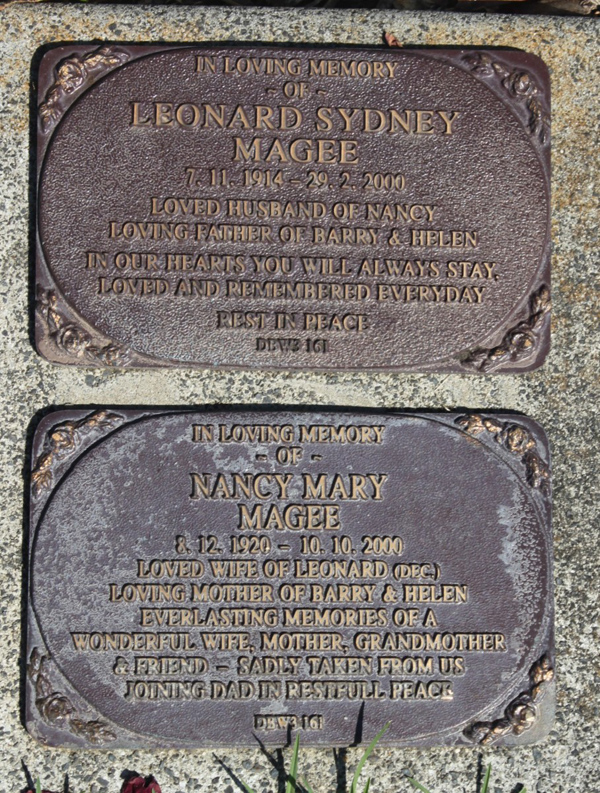 IN LOVING MEMORY
- OF -
LEONARD SYDNEY
MAGEE
7. 11. 1914 - 29. 2. 2000
LOVED HUSBAND OF NANCY
LOVING FATHER OF BARRY & HELEN
IN OUR HEARTS YOU WILL ALWAYS STAY,
LOVED AND REMEMBERED EVERYDAY
REST IN PEACE
DBW3 161
IN LOVING MEMORY
- OF -
NANCY MARY
MAGEE
8. 12. 1920 - 10. 10. 2000
LOVED WIFE OF LEONARD (DEC.)
LOVING MOTHER OF BARRY & HELEN
EVERLASTING MEMORIES OF A
WONDERFUL WIFE, MOTHER, GRANDMOTHER
& FRIEND - SADLY TAKEN FROM US
JOINING DAD IN RESTFULL PEACE
DBW3 161